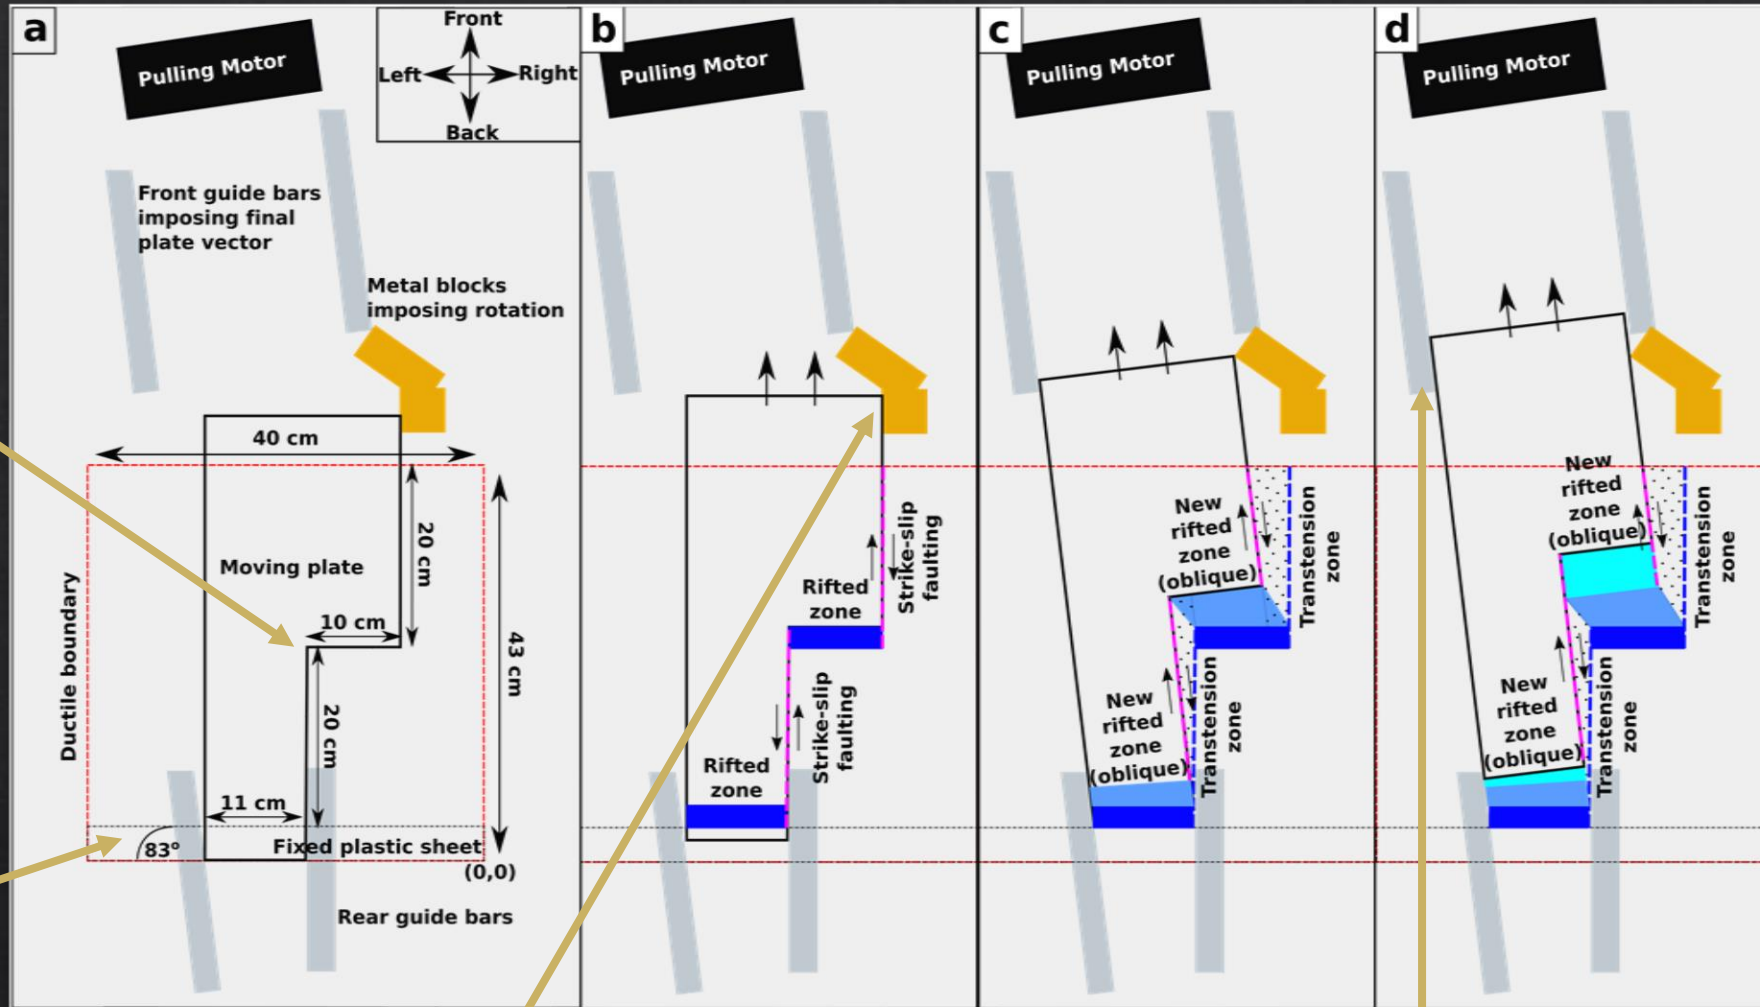 a
Pulling Motor
Front
Left
Right
Back
Front guide bars
imposing final
plate vector
Metal blocks
imposing rotation
40 cm
Moving plate
20 cm
10 cm
43 cm
20 cm
Ductile boundary
11 cm
83º
Fixed plastic sheet
(0,0)
Rear guide bars
b
Pulling Motor
Strike-slip
faulting
Rifted
zone
Strike-slip
faulting
Rifted
zone
c
Pulling Motor
New
rifted
zone
(oblique)
Transtension
zone
New
rifted
zone
(oblique)
Transtension
zone
d
Pulling Motor
New
rifted
zone
(oblique)
Transtension
zone
New
rifted
zone
(oblique)
Transtension
zone